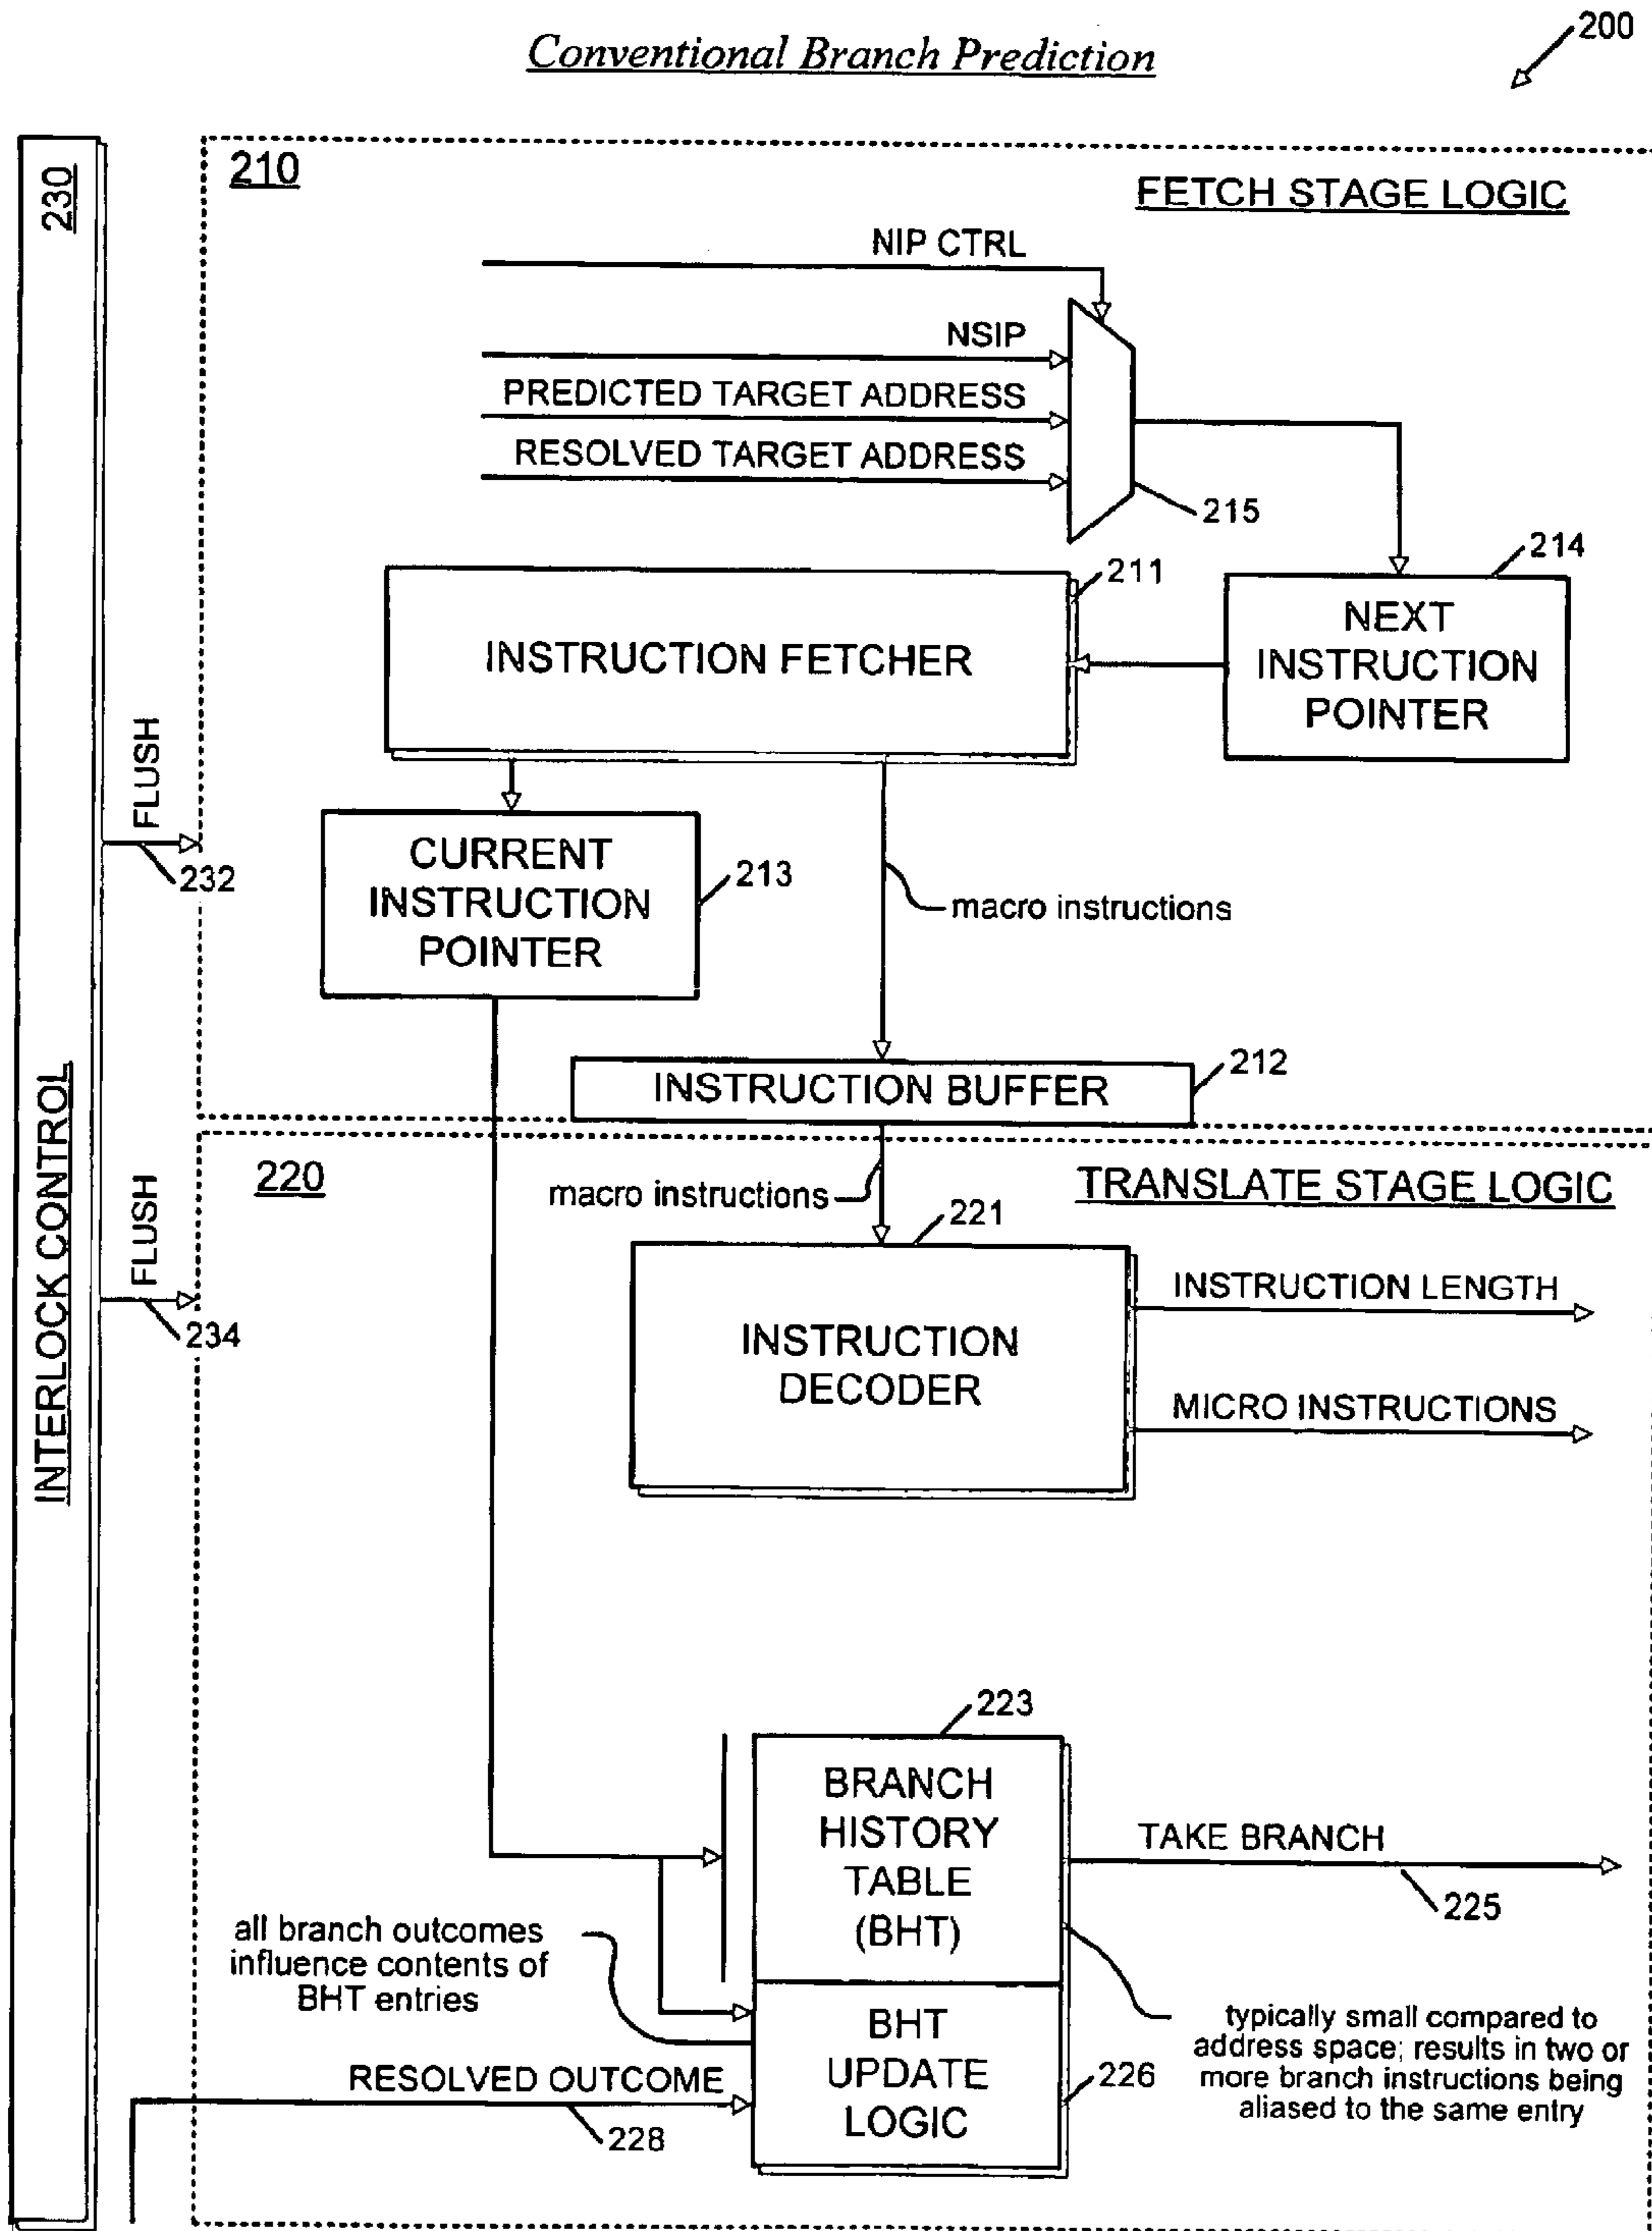 200
Conventional Branch Prediction
230
INTERLOCK CONTROL
210
FETCH STAGE LOGIC
NIP CTRL
NSIP
PREDICTED TARGET ADDRESS
RESOLVED TARGET ADDRESS
215
214
211
INSTRUCTION FETCHER
NEXT
INSTRUCTION
POINTER
FLUSH
232
CURRENT
INSTRUCTION
POINTER
213
macro instructions
212
INSTRUCTION BUFFER
220
macro instructions
TRANSLATE STAGE LOGIC
221
FLUSH
234
INSTRUCTION
DECODER
INSTRUCTION LENGTH
MICRO INSTRUCTIONS
223
BRANCH
HISTORY
TABLE
(BHT)
TAKE BRANCH
225
all branch outcomes
influence contents of
BHT entries
BHT
UPDATE
LOGIC
226
typically small compared to
address space; results in two or
more branch instructions being
aliased to the same entry
RESOLVED OUTCOME
228